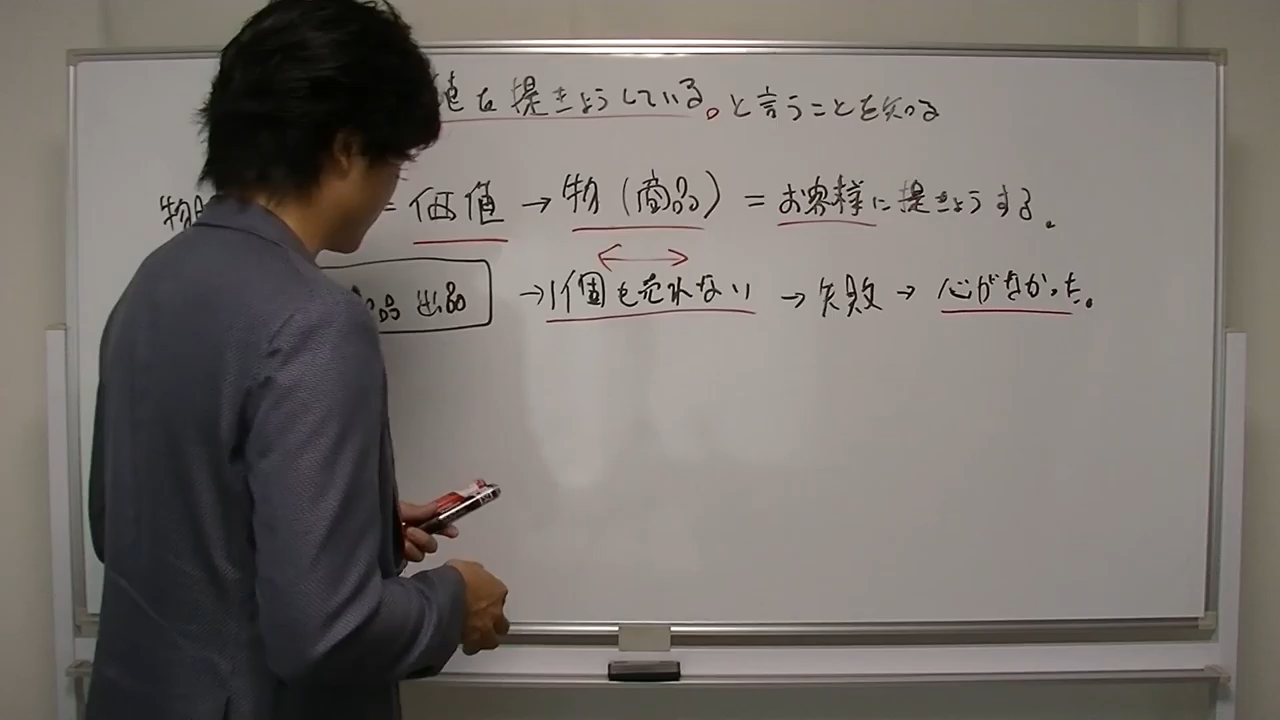 値を提きょうしている。と言うことを知る
物 = 価値 → 物 (商品) = お客様に提きょうする。
品 出品 → 1個も売れない → 失敗 → 心がなかった。